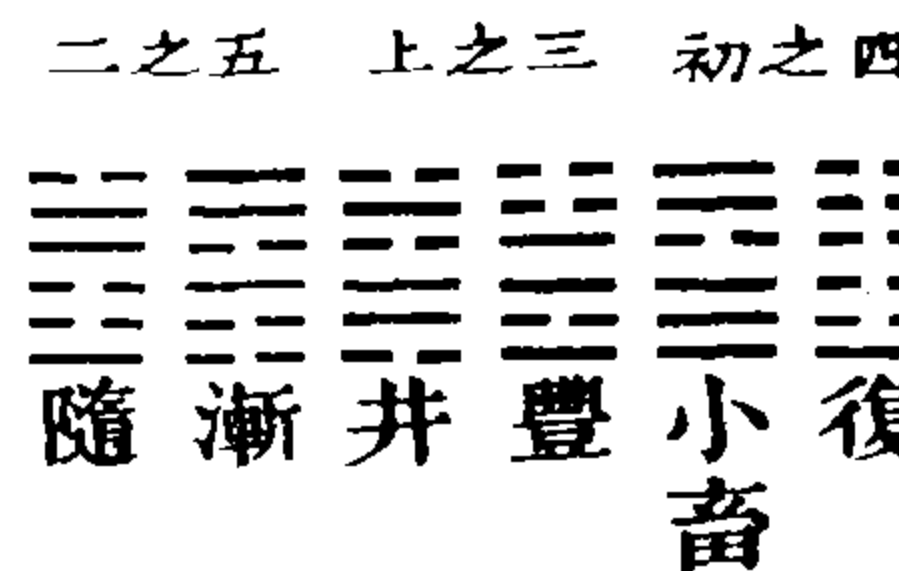 二之五 上之三 初之四
隨 漸 井 豐 小畜 復